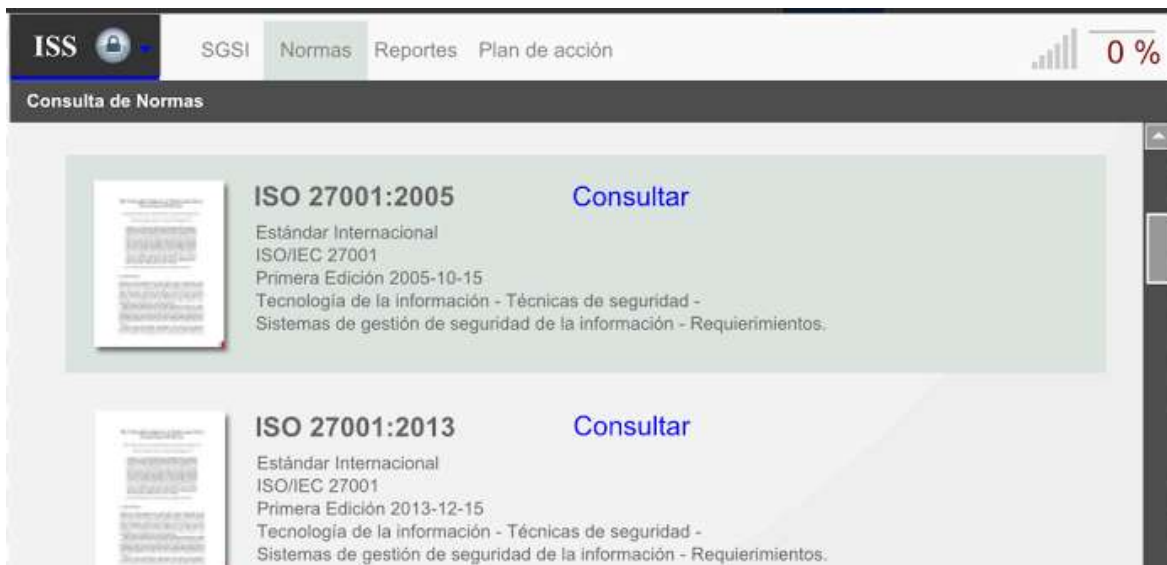 ISS
SGSI Normas Reportes Plan de acción
0 %
Consulta de Normas
ISO 27001:2005 Consultar
Estándar Internacional
ISO/IEC 27001
Primera Edición 2005-10-15
Tecnología de la información - Técnicas de seguridad -
Sistemas de gestión de seguridad de la información - Requierimientos.
ISO 27001:2013 Consultar
Estándar Internacional
ISO/IEC 27001
Primera Edición 2013-12-15
Tecnología de la información - Técnicas de seguridad -
Sistemas de gestión de seguridad de la información - Requierimientos.